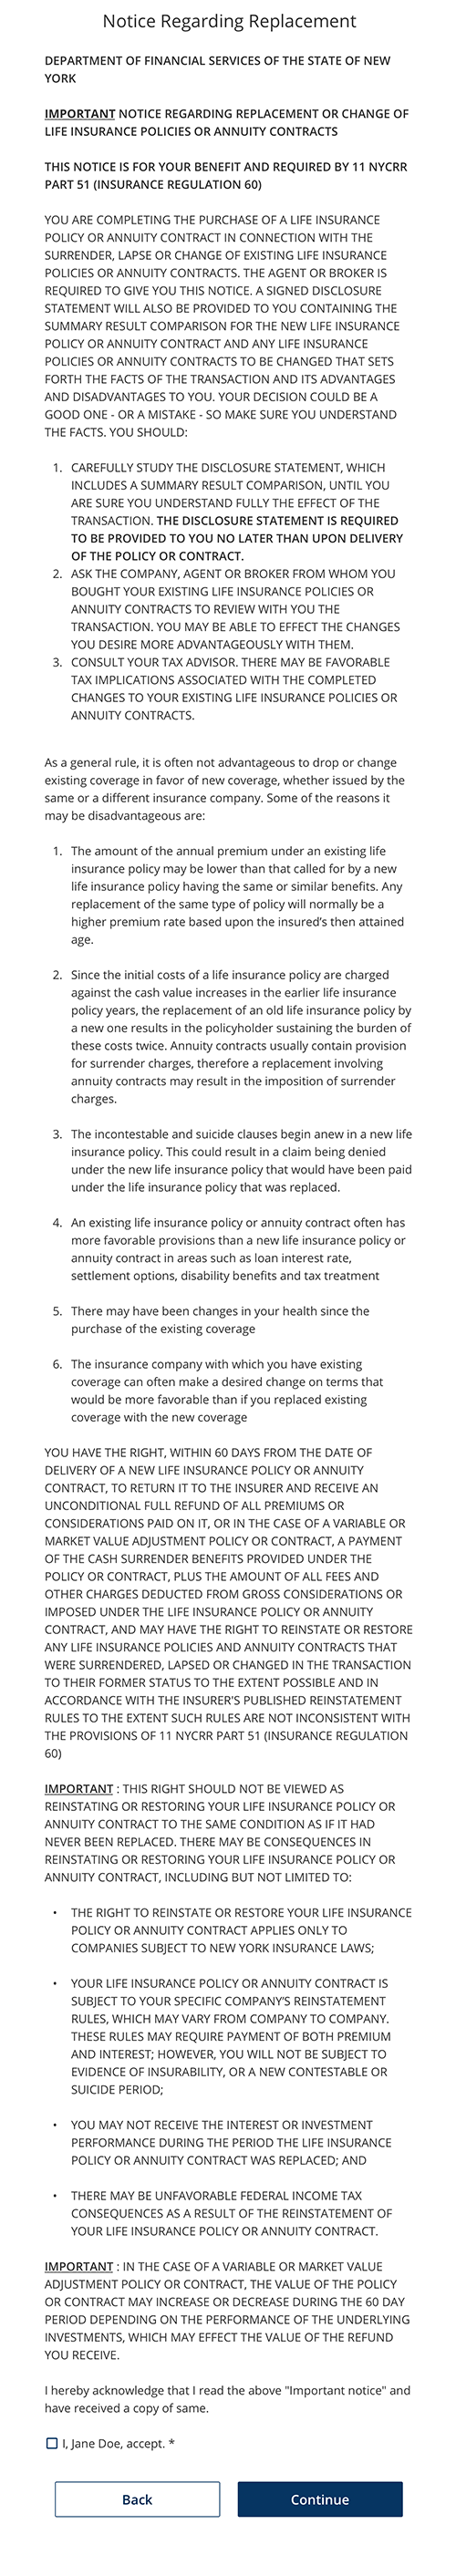 Notice Regarding Replacement
DEPARTMENT OF FINANCIAL SERVICES OF THE STATE OF NEW
YORK
IMPORTANT NOTICE REGARDING REPLACEMENT OR CHANGE OF
LIFE INSURANCE POLICIES OR ANNUITY CONTRACTS
THIS NOTICE IS FOR YOUR BENEFIT AND REQUIRED BY 11 NYCRR
PART 51 (INSURANCE REGULATION 60)
YOU ARE COMPLETING THE PURCHASE OF A LIFE INSURANCE
POLICY OR ANNUITY CONTRACT IN CONNECTION WITH THE
SURRENDER, LAPSE OR CHANGE OF EXISTING LIFE INSURANCE
POLICIES OR ANNUITY CONTRACTS. THE AGENT OR BROKER IS
REQUIRED TO GIVE YOU THIS NOTICE. A SIGNED DISCLOSURE
STATEMENT WILL ALSO BE PROVIDED TO YOU CONTAINING THE
SUMMARY RESULT COMPARISON FOR THE NEW LIFE INSURANCE
POLICY OR ANNUITY CONTRACT AND ANY LIFE INSURANCE
POLICIES OR ANNUITY CONTRACTS TO BE CHANGED THAT SETS
FORTH THE FACTS OF THE TRANSACTION AND ITS ADVANTAGES
AND DISADVANTAGES TO YOU. YOUR DECISION COULD BE A
GOOD ONE - OR A MISTAKE - SO MAKE SURE YOU UNDERSTAND
THE FACTS. YOU SHOULD:
1. CAREFULLY STUDY THE DISCLOSURE STATEMENT, WHICH
INCLUDES A SUMMARY RESULT COMPARISON, UNTIL YOU
ARE SURE YOU UNDERSTAND FULLY THE EFFECT OF THE
TRANSACTION. THE DISCLOSURE STATEMENT IS REQUIRED
TO BE PROVIDED TO YOU NO LATER THAN UPON DELIVERY
OF THE POLICY OR CONTRACT.
2. ASK THE COMPANY, AGENT OR BROKER FROM WHOM YOU
BOUGHT YOUR EXISTING LIFE INSURANCE POLICIES OR
ANNUITY CONTRACTS TO REVIEW WITH YOU THE
TRANSACTION. YOU MAY BE ABLE TO EFFECT THE CHANGES
YOU DESIRE MORE ADVANTAGEOUSLY WITH THEM.
3. CONSULT YOUR TAX ADVISOR. THERE MAY BE FAVORABLE
TAX IMPLICATIONS ASSOCIATED WITH THE COMPLETED
CHANGES TO YOUR EXISTING LIFE INSURANCE POLICIES OR
ANNUITY CONTRACTS.
As a general rule, it is often not advantageous to drop or change
existing coverage in favor of new coverage, whether issued by the
same or a different insurance company. Some of the reasons it
may be disadvantageous are:
1. The amount of the annual premium under an existing life
insurance policy may be lower than that called for by a new
life insurance policy having the same or similar benefits. Any
replacement of the same type of policy will normally be a
higher premium rate based upon the insured's then attained
age.
2. Since the initial costs of a life insurance policy are charged
against the cash value increases in the earlier life insurance
policy years, the replacement of an old life insurance policy by
a new one results in the policyholder sustaining the burden of
these costs twice. Annuity contracts usually contain provision
for surrender charges, therefore a replacement involving
annuity contracts may result in the imposition of surrender
charges.
3. The incontestable and suicide clauses begin anew in a new life
insurance policy. This could result in a claim being denied
under the new life insurance policy that would have been paid
under the life insurance policy that was replaced.
4. An existing life insurance policy or annuity contract often has
more favorable provisions than a new life insurance policy or
annuity contract in areas such as loan interest rate,
settlement options, disability benefits and tax treatment
5. There may have been changes in your health since the
purchase of the existing coverage
6. The insurance company with which you have existing
coverage can often make a desired change on terms that
would be more favorable than if you replaced existing
coverage with the new coverage
YOU HAVE THE RIGHT, WITHIN 60 DAYS FROM THE DATE OF
DELIVERY OF A NEW LIFE INSURANCE POLICY OR ANNUITY
CONTRACT, TO RETURN IT TO THE INSURER AND RECEIVE AN
UNCONDITIONAL FULL REFUND OF ALL PREMIUMS OR
CONSIDERATIONS PAID ON IT, OR IN THE CASE OF A VARIABLE OR
MARKET VALUE ADJUSTMENT POLICY OR CONTRACT, A PAYMENT
OF THE CASH SURRENDER BENEFITS PROVIDED UNDER THE
POLICY OR CONTRACT, PLUS THE AMOUNT OF ALL FEES AND
OTHER CHARGES DEDUCTED FROM GROSS CONSIDERATIONS OR
IMPOSED UNDER THE LIFE INSURANCE POLICY OR ANNUITY
CONTRACT, AND MAY HAVE THE RIGHT TO REINSTATE OR RESTORE
ANY LIFE INSURANCE POLICIES AND ANNUITY CONTRACTS THAT
WERE SURRENDERED, LAPSED OR CHANGED IN THE TRANSACTION
TO THEIR FORMER STATUS TO THE EXTENT POSSIBLE AND IN
ACCORDANCE WITH THE INSURER'S PUBLISHED REINSTATEMENT
RULES TO THE EXTENT SUCH RULES ARE NOT INCONSISTENT WITH
THE PROVISIONS OF 11 NYCRR PART 51 (INSURANCE REGULATION
60)
IMPORTANT : THIS RIGHT SHOULD NOT BE VIEWED AS
REINSTATING OR RESTORING YOUR LIFE INSURANCE POLICY OR
ANNUITY CONTRACT TO THE SAME CONDITION AS IF IT HAD
NEVER BEEN REPLACED. THERE MAY BE CONSEQUENCES IN
REINSTATING OR RESTORING YOUR LIFE INSURANCE POLICY OR
ANNUITY CONTRACT, INCLUDING BUT NOT LIMITED TO:
• THE RIGHT TO REINSTATE OR RESTORE YOUR LIFE INSURANCE
POLICY OR ANNUITY CONTRACT APPLIES ONLY TO
COMPANIES SUBJECT TO NEW YORK INSURANCE LAWS;
• YOUR LIFE INSURANCE POLICY OR ANNUITY CONTRACT IS
SUBJECT TO YOUR SPECIFIC COMPANY'S REINSTATEMENT
RULES, WHICH MAY VARY FROM COMPANY TO COMPANY.
THESE RULES MAY REQUIRE PAYMENT OF BOTH PREMIUM
AND INTEREST; HOWEVER, YOU WILL NOT BE SUBJECT TO
EVIDENCE OF INSURABILITY, OR A NEW CONTESTABLE OR
SUICIDE PERIOD;
• YOU MAY NOT RECEIVE THE INTEREST OR INVESTMENT
PERFORMANCE DURING THE PERIOD THE LIFE INSURANCE
POLICY OR ANNUITY CONTRACT WAS REPLACED; AND
• THERE MAY BE UNFAVORABLE FEDERAL INCOME TAX
CONSEQUENCES AS A RESULT OF THE REINSTATEMENT OF
YOUR LIFE INSURANCE POLICY OR ANNUITY CONTRACT.
IMPORTANT : IN THE CASE OF A VARIABLE OR MARKET VALUE
ADJUSTMENT POLICY OR CONTRACT, THE VALUE OF THE POLICY
OR CONTRACT MAY INCREASE OR DECREASE DURING THE 60 DAY
PERIOD DEPENDING ON THE PERFORMANCE OF THE UNDERLYING
INVESTMENTS, WHICH MAY EFFECT THE VALUE OF THE REFUND
YOU RECEIVE.
I hereby acknowledge that I read the above "Important notice" and
have received a copy of same.
I, Jane Doe, accept. *
Back
Continue